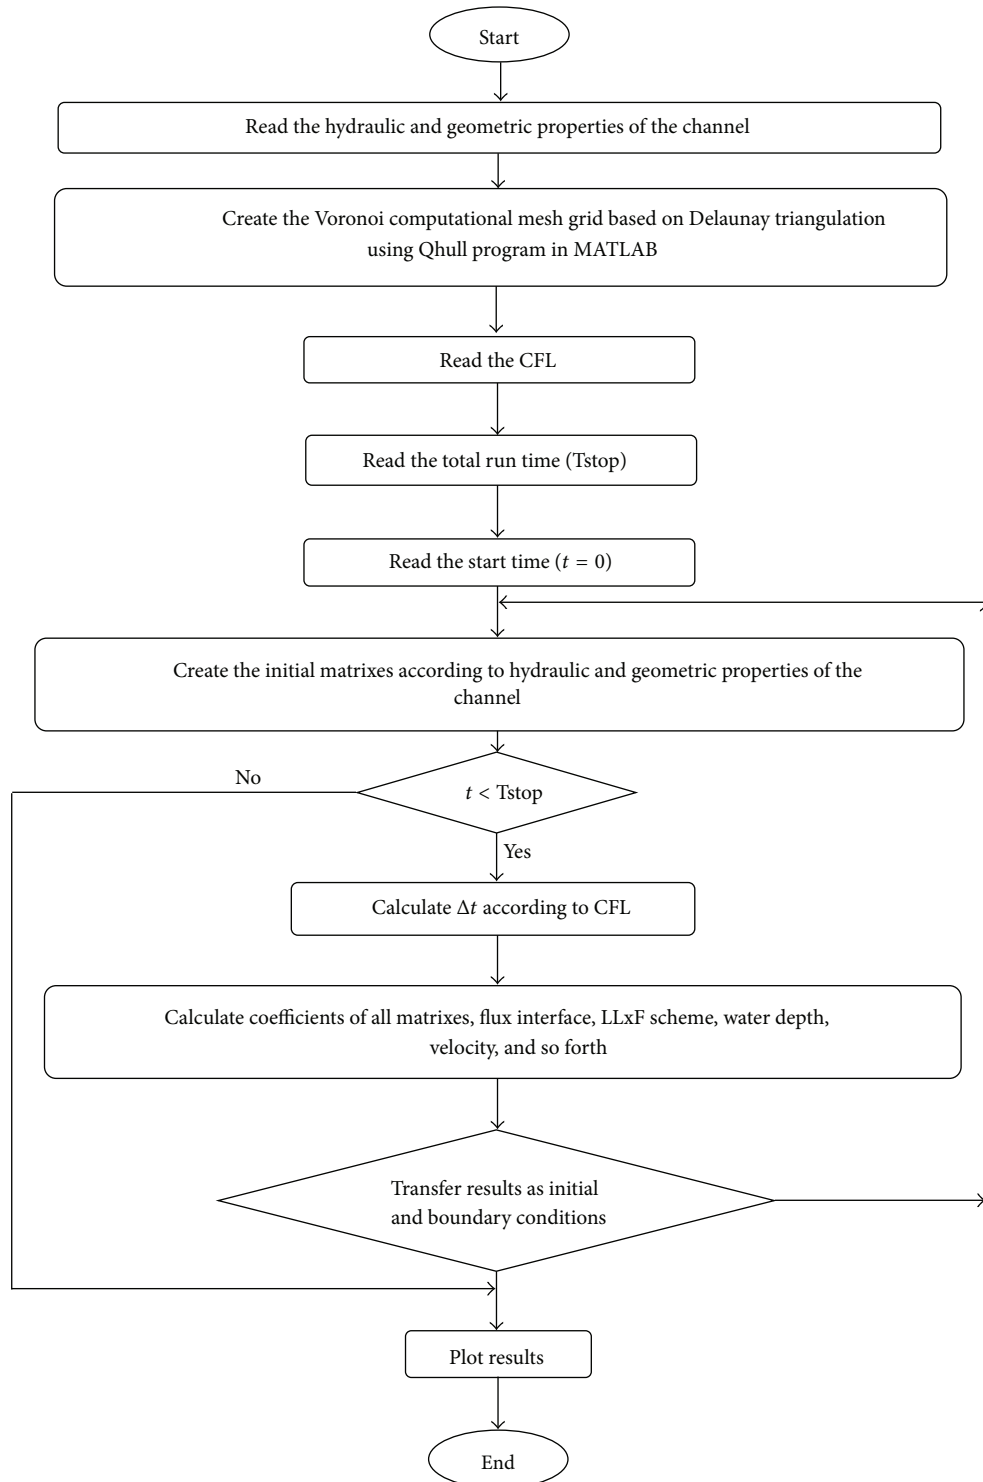 Start
Read the hydraulic and geometric properties of the channel
Create the Voronoi computational mesh grid based on Delaunay triangulation
using Qhull program in MATLAB
Read the CFL
Read the total run time (Tstop)
Read the start time (t = 0)
Create the initial matrixes according to hydraulic and geometric properties of the
channel
No
t < Tstop
Yes
Calculate Δt according to CFL
Calculate coefficients of all matrixes, flux interface, LLxF scheme, water depth,
velocity, and so forth
Transfer results as initial
and boundary conditions
Plot results
End